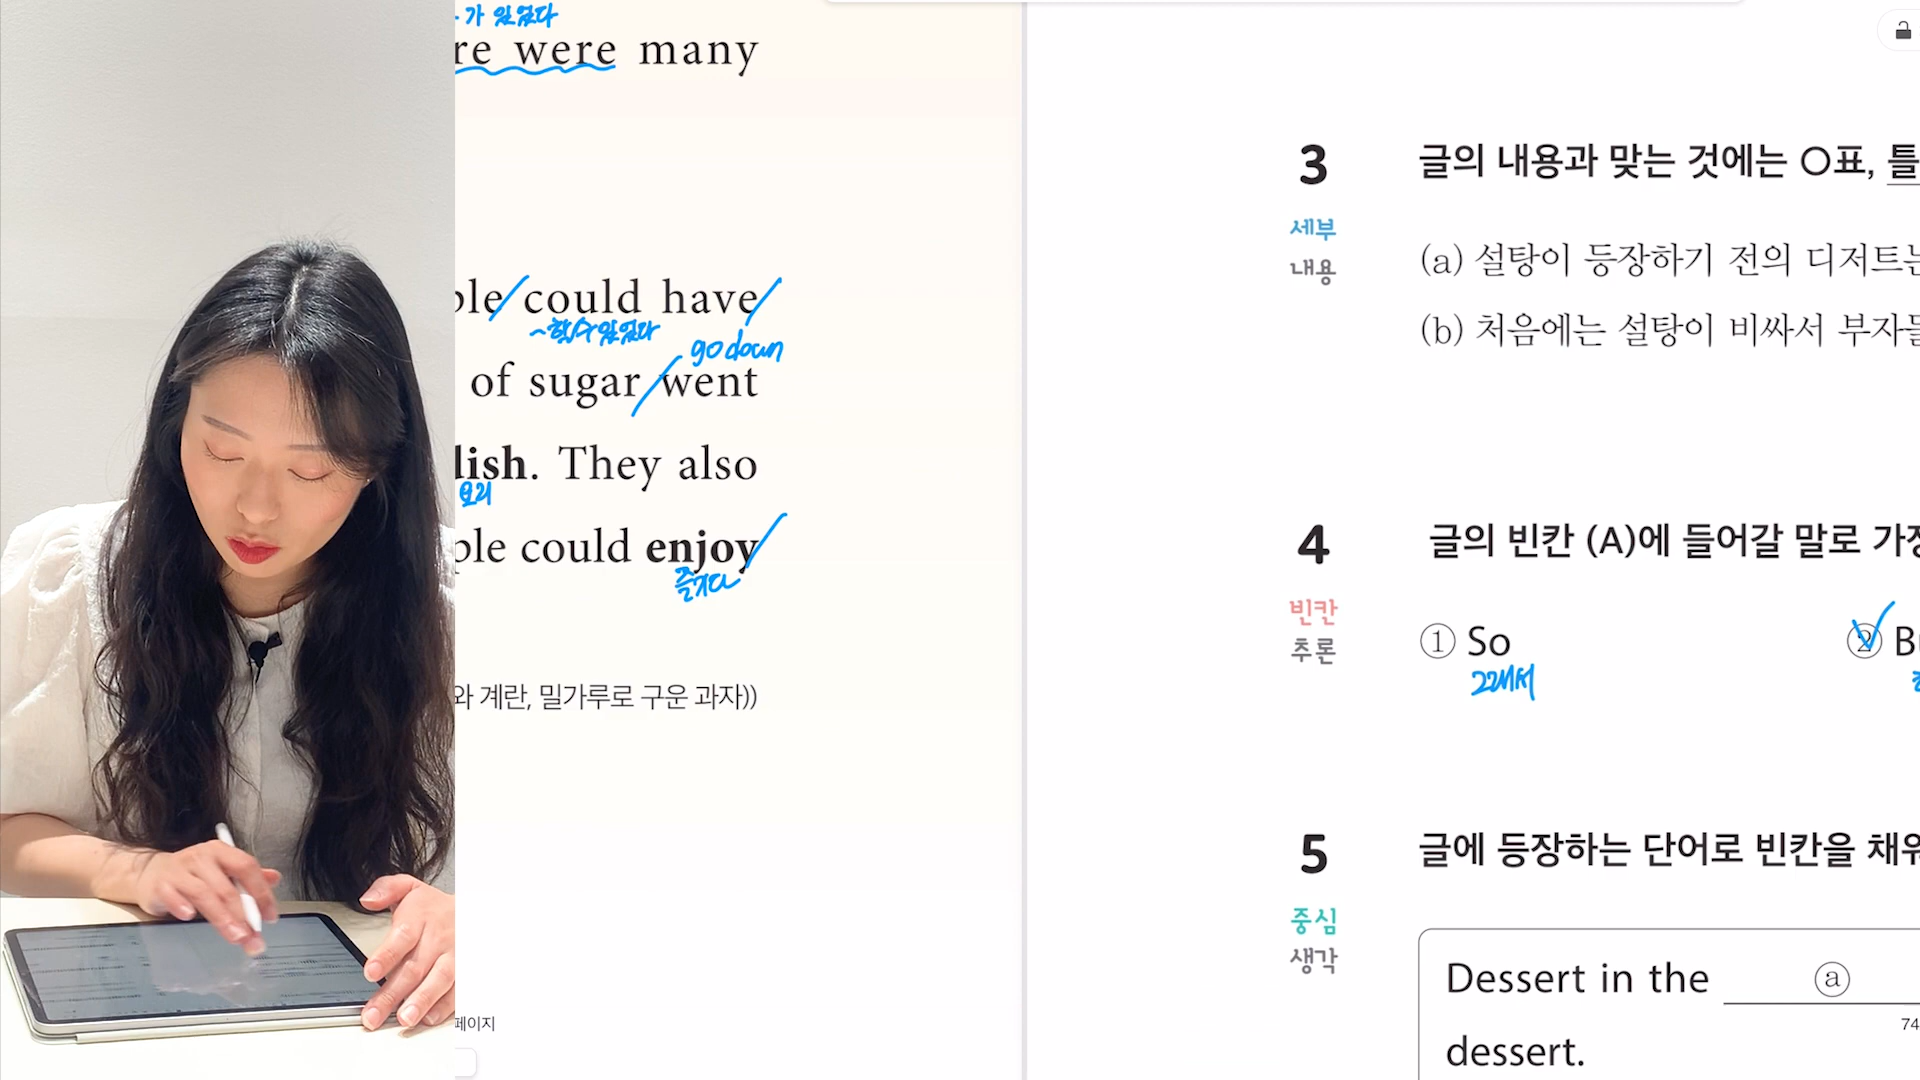 가 있었다
re were many
ple could have
~할 수 있었다
go down
of sugar went
lish. They also
요리
ple could enjoy
즐기다
와 계란, 밀가루로 구운 과자))
페이지
3 글의 내용과 맞는 것에는 ○표, 틀
세부
내용
(a) 설탕이 등장하기 전의 디저트는
(b) 처음에는 설탕이 비싸서 부자들
4 글의 빈칸 (A)에 들어갈 말로 가장
빈칸
추론
① So
② Bu
그래서
5 글에 등장하는 단어로 빈칸을 채워
중심
생각
Dessert in the ⓐ
dessert.
74